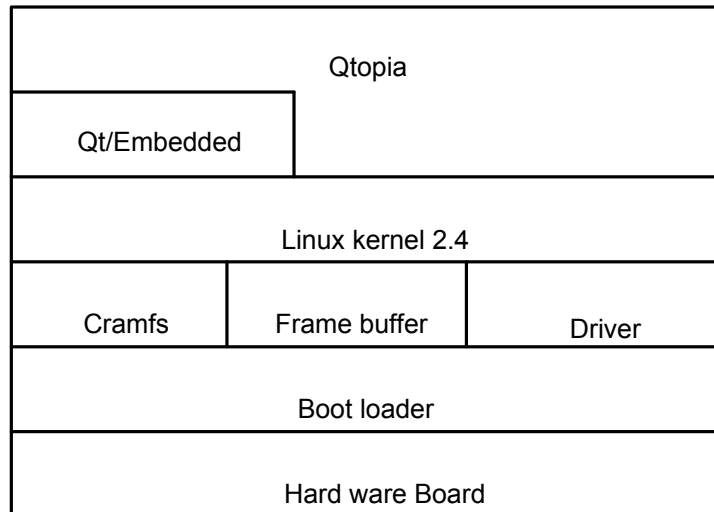 Qtopia
Qt/Embedded
Linux kernel 2.4
Cramfs
Frame buffer
Driver
Boot loader
Hard ware Board